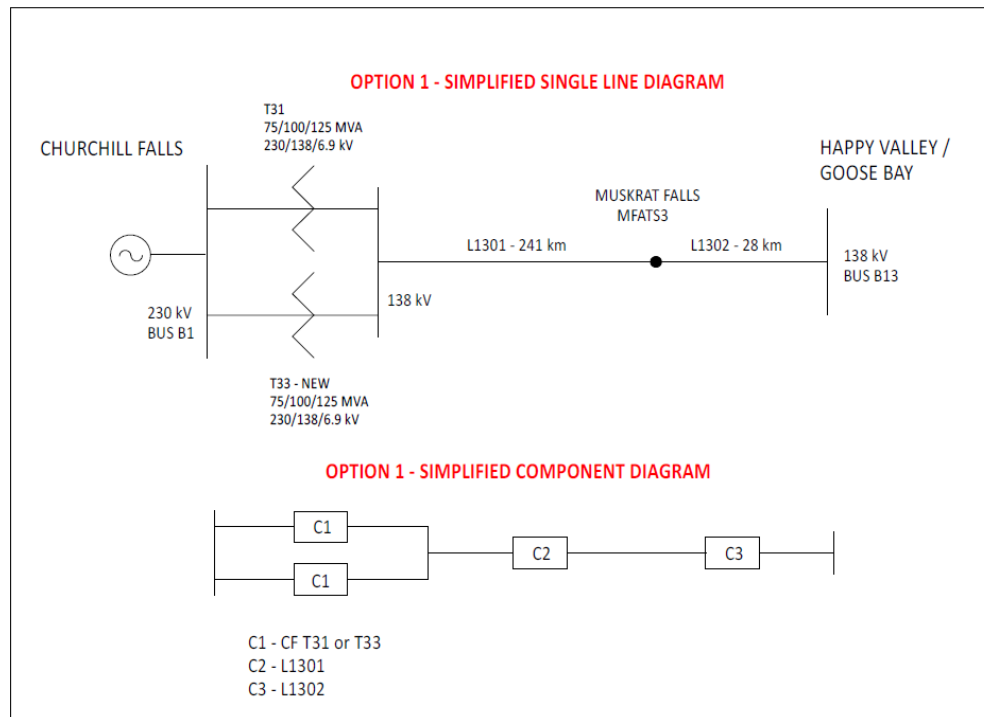 OPTION 1 - SIMPLIFIED SINGLE LINE DIAGRAM
T31
75/100/125 MVA
230/138/6.9 kV
CHURCHILL FALLS
HAPPY VALLEY /
GOOSE BAY
MUSKRAT FALLS
MFATS3
L1301 - 241 km
L1302 - 28 km
138 kV
BUS B13
230 kV
BUS B1
138 kV
T33 - NEW
75/100/125 MVA
230/138/6.9 kV
OPTION 1 - SIMPLIFIED COMPONENT DIAGRAM
C1
C2
C3
C1
C1 - CF T31 or T33
C2 - L1301
C3 - L1302